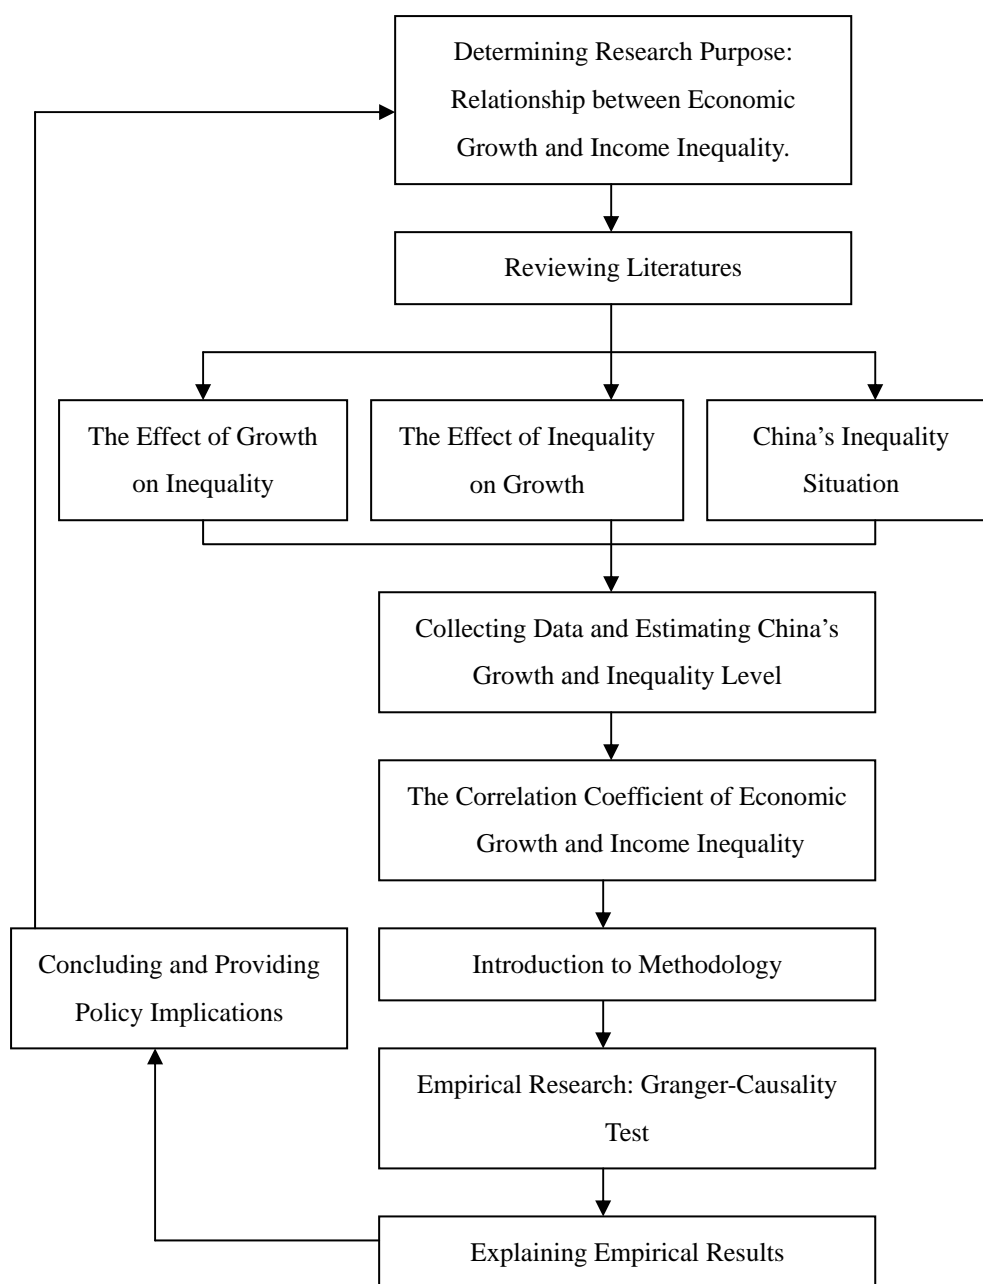 Determining Research Purpose:
Relationship between Economic
Growth and Income Inequality.
Reviewing Literatures
The Effect of Growth
on Inequality
The Effect of Inequality
on Growth
China’s Inequality
Situation
Collecting Data and Estimating China’s
Growth and Inequality Level
The Correlation Coefficient of Economic
Growth and Income Inequality
Introduction to Methodology
Empirical Research: Granger-Causality
Test
Explaining Empirical Results
Concluding and Providing
Policy Implications